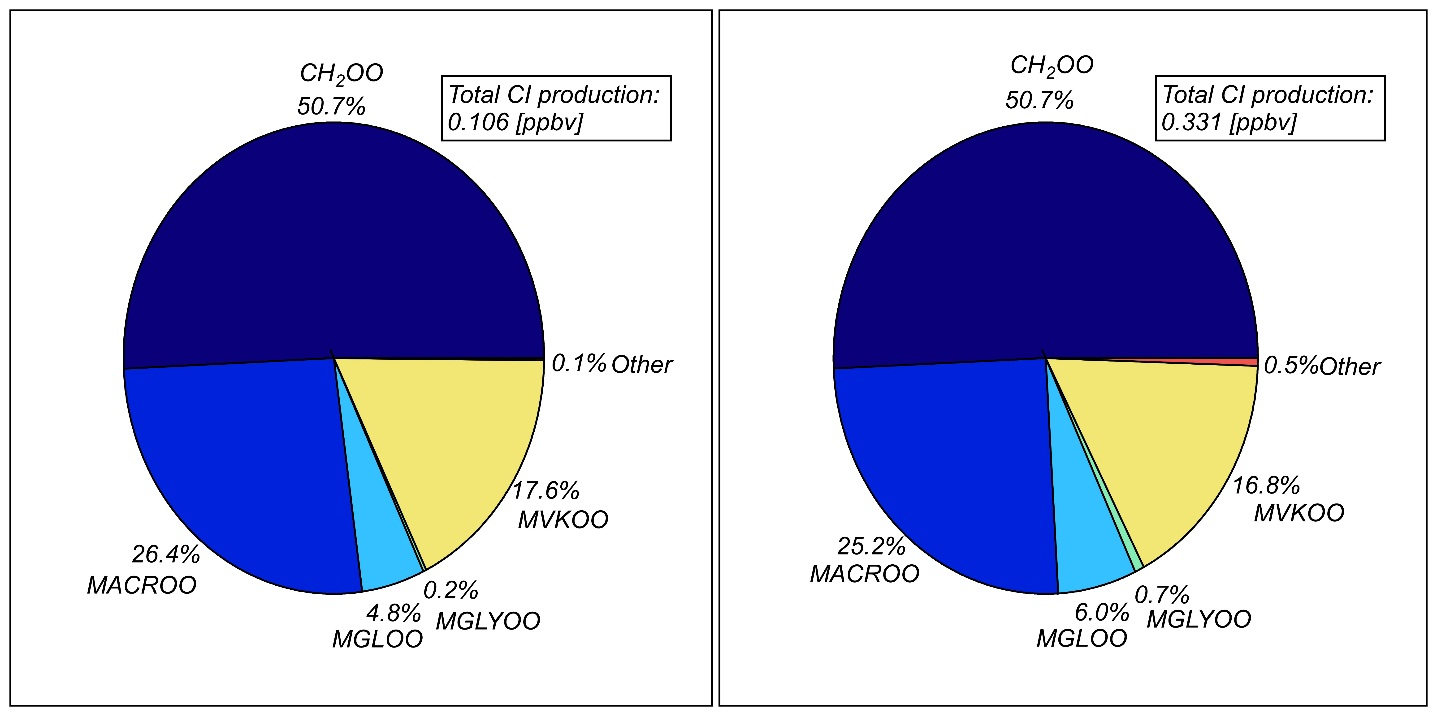 CH₂OO
50.7%
Total CI production:
0.106 [ppbv]
0.1% Other
17.6%
MVKOO
26.4%
MACROO
0.2%
MGLYOO
4.8%
MGLOO
CH₂OO
50.7%
Total CI production:
0.331 [ppbv]
0.5%Other
16.8%
MVKOO
25.2%
MACROO
0.7%
MGLYOO
6.0%
MGLOO